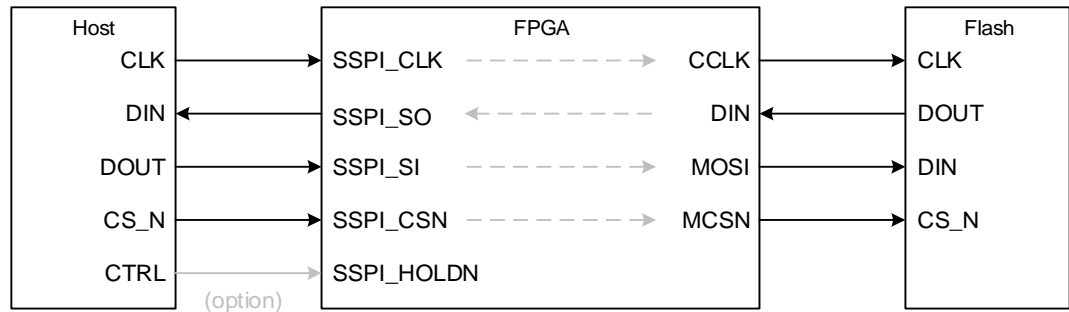 Host FPGA Flash
CLK SSPI_CLK CCLK CLK
DIN SSPI_SO DIN DOUT
DOUT SSPI_SI MOSI DIN
CS_N SSPI_CSN MCSN CS_N
CTRL SSPI_HOLDN
(option)